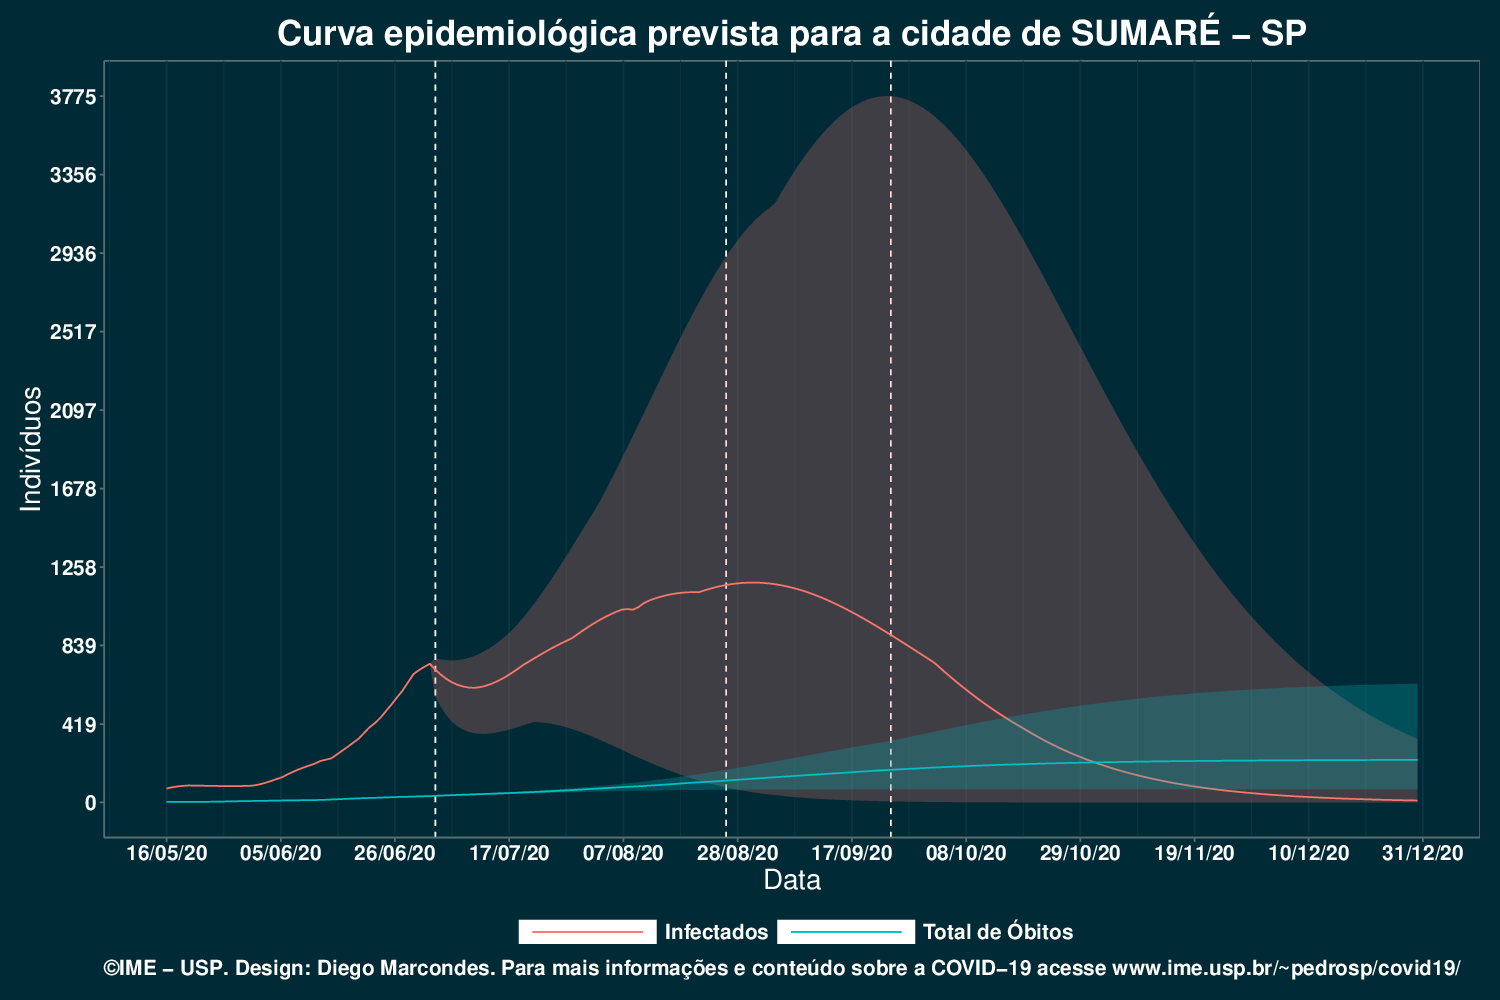 Curva epidemiológica prevista para a cidade de SUMARÉ – SP
3775
3356
2936
2517
2097
1678
1258
839
419
0
Indivíduos
16/05/20 05/06/20 26/06/20 17/07/20 07/08/20 28/08/20 17/09/20 08/10/20 29/10/20 19/11/20 10/12/20 31/12/20
Data
Infectados Total de Óbitos
©IME – USP. Design: Diego Marcondes. Para mais informações e conteúdo sobre a COVID–19 acesse www.ime.usp.br/~pedrosp/covid19/